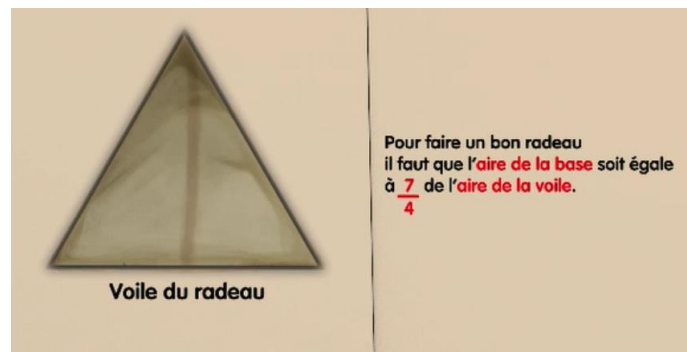 Voile du radeau
Pour faire un bon radeau
il faut que l'aire de la base soit égale
à 7/4 de l'aire de la voile.